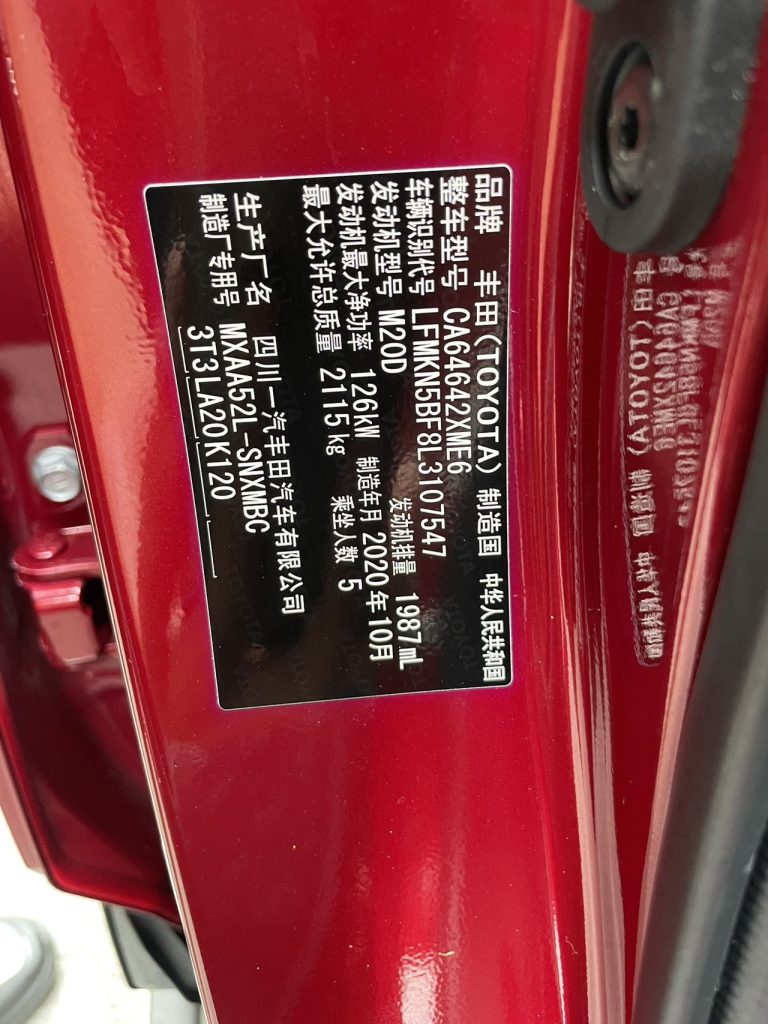 品牌 丰田(TOYOTA) 制造国 中华人民共和国
整车型号 CA64642XME6
车辆识别代号 LFMKN5BF8L3107547
发动机型号 M20D 发动机排量 1987 mL
发动机最大净功率 126kW 制造年月 2020年10月
最大允许总质量 2115kg 乘坐人数 5
生产厂名 四川一汽丰田汽车有限公司
制造厂专用号 MXAA52L-SNXMBC
3T3LA20K120